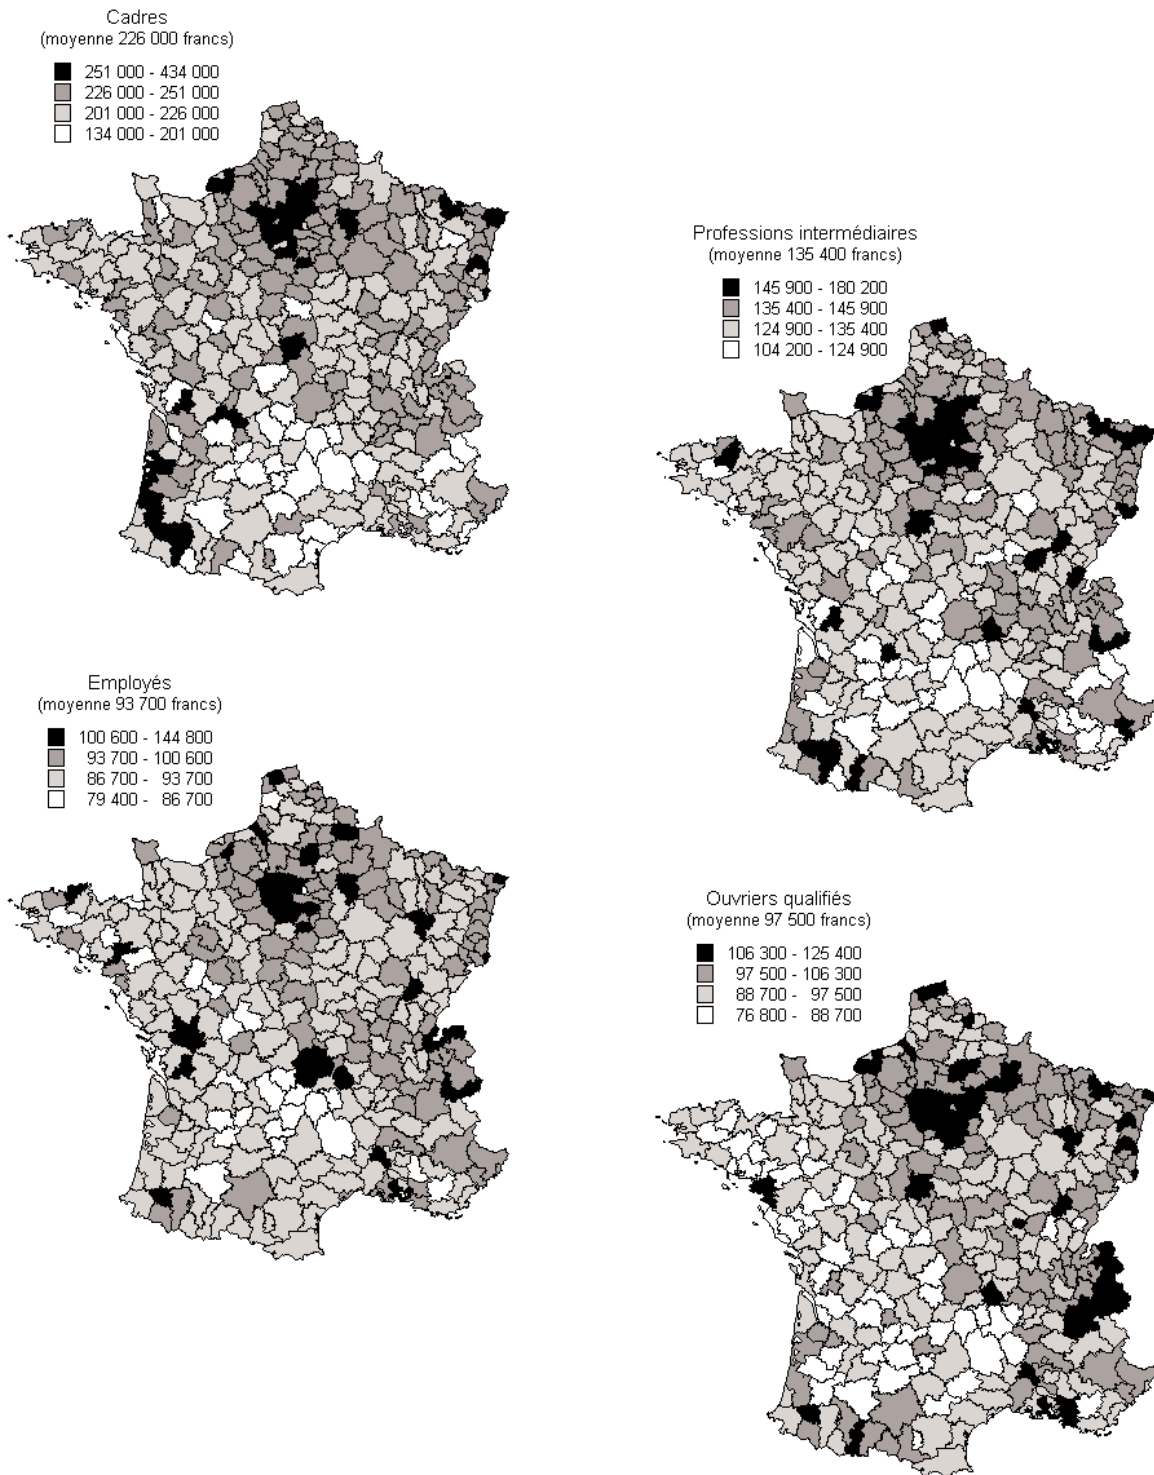 Cadres
(moyenne 226 000 francs)
251 000 - 434 000
226 000 - 251 000
201 000 - 226 000
134 000 - 201 000
Professions intermédiaires
(moyenne 135 400 francs)
145 900 - 180 200
135 400 - 145 900
124 900 - 135 400
104 200 - 124 900
Employés
(moyenne 93 700 francs)
100 600 - 144 800
93 700 - 100 600
86 700 - 93 700
79 400 - 86 700
Ouvriers qualifiés
(moyenne 97 500 francs)
106 300 - 125 400
97 500 - 106 300
88 700 - 97 500
76 800 - 88 700